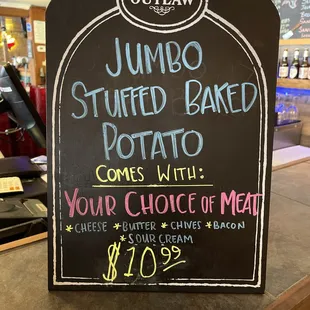 OUTLAW
JUMBO
STUFFED BAKED
POTATO
COMES WITH:
YOUR CHOICE OF MEAT
*CHEESE *BUTTER *CHIVES *BACON
*SOUR CREAM
$10.99